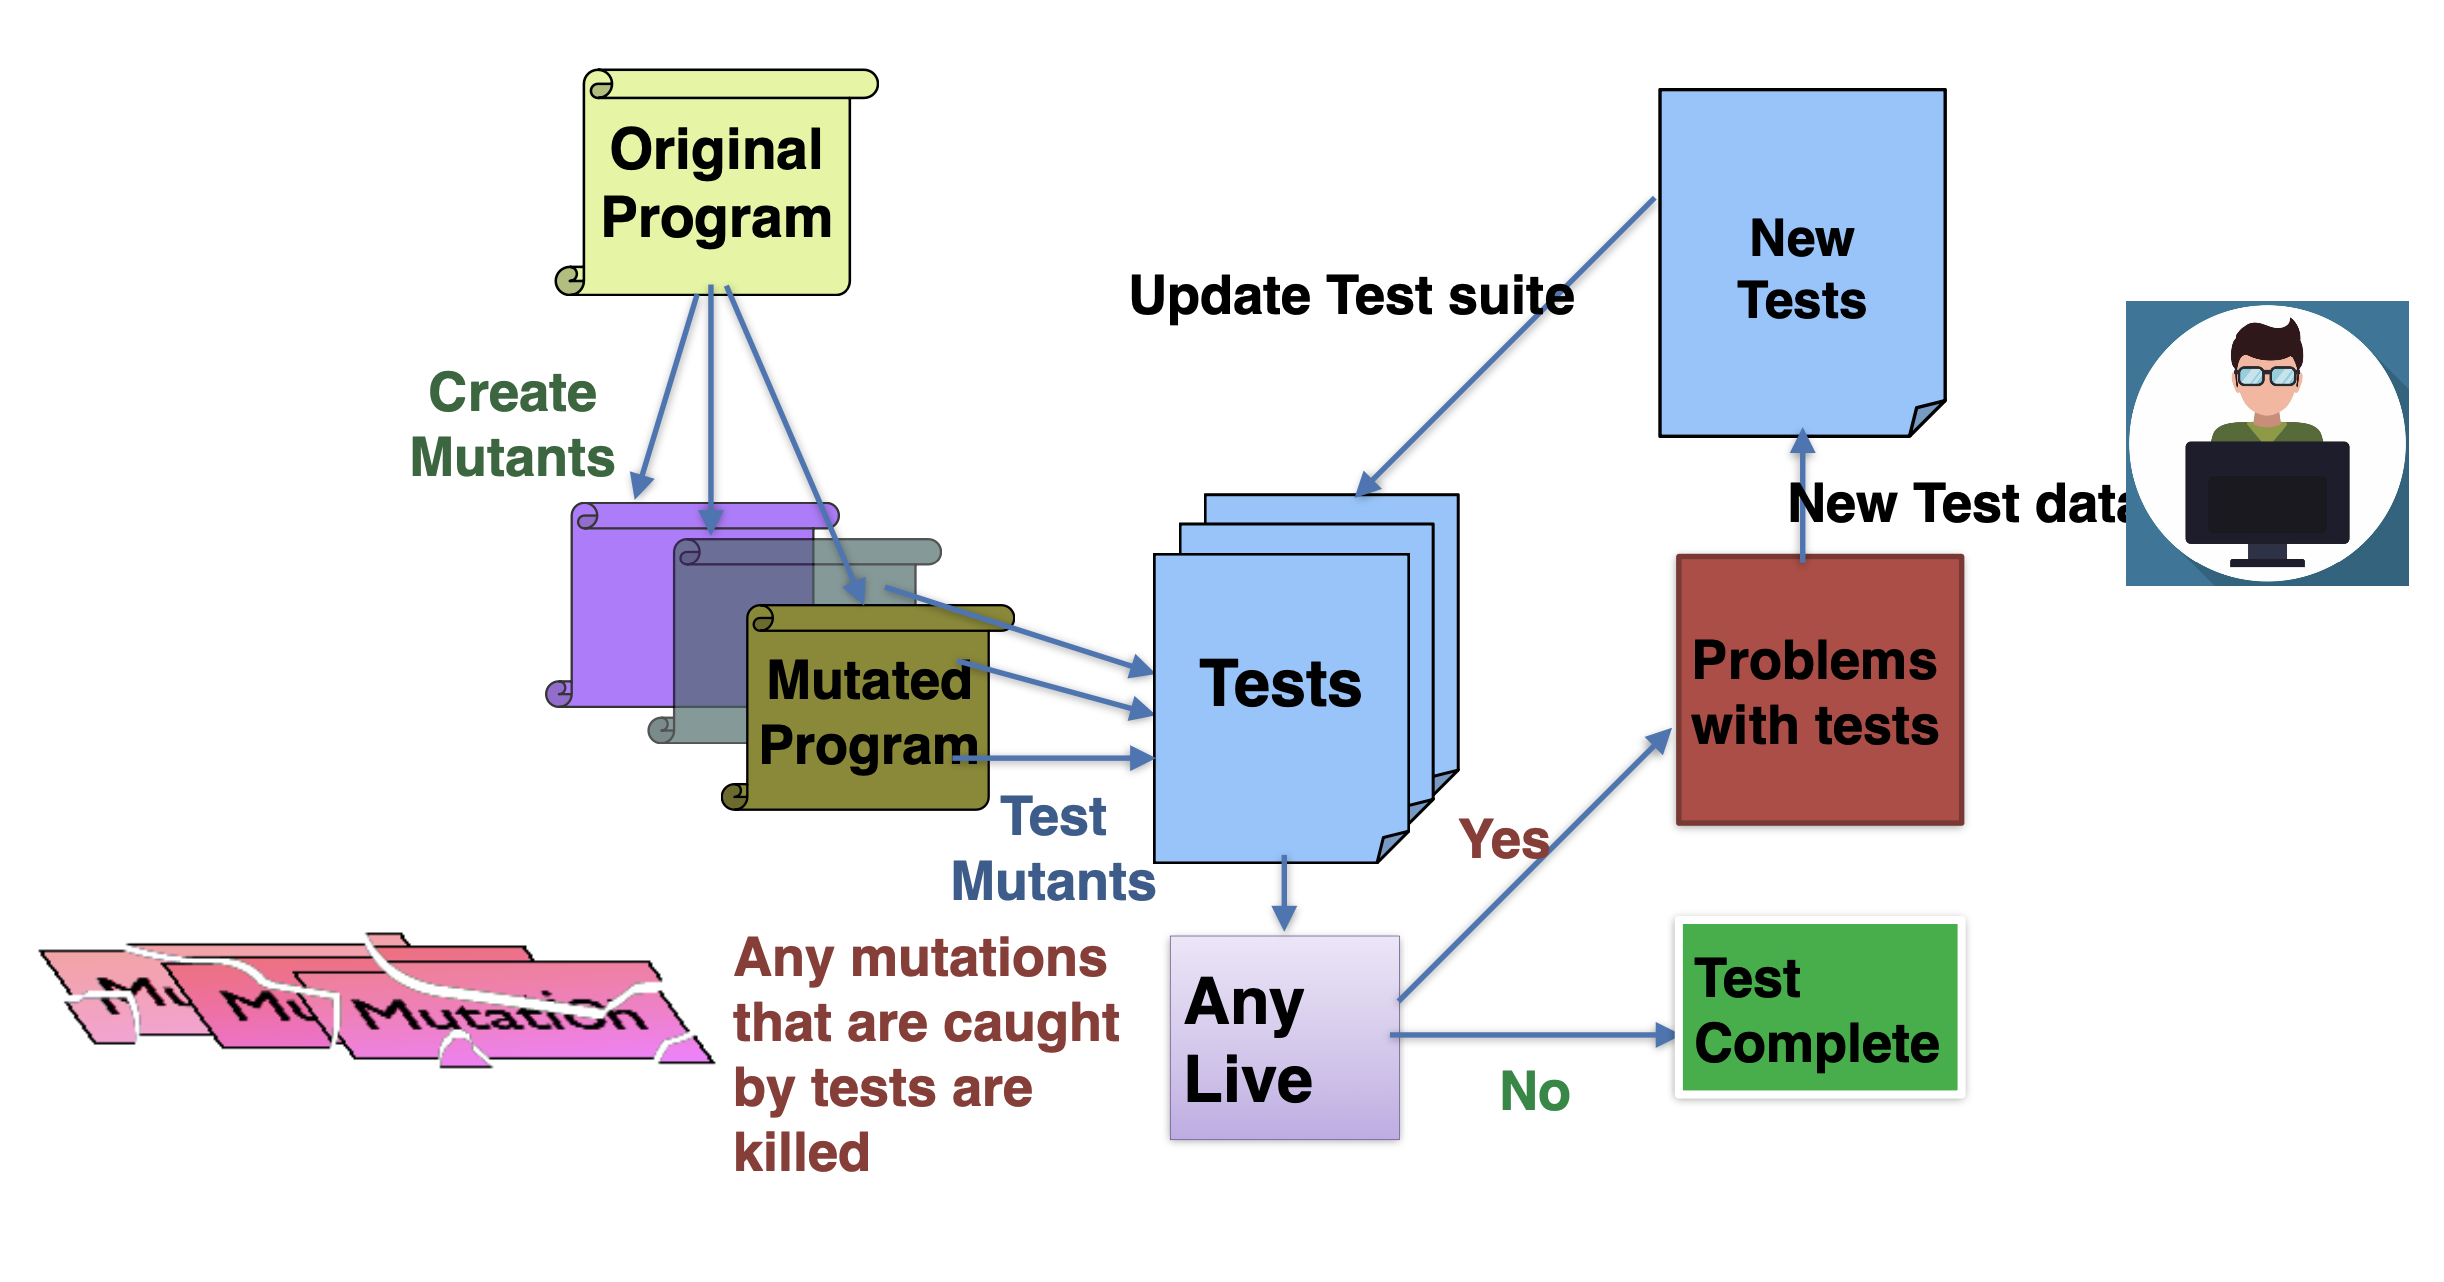 Original
Program
Create
Mutants
Mutated
Program
Test
Mutants
Tests
Update Test suite
New
Tests
New Test data
Problems
with tests
Yes
Any
Live
No
Test
Complete
Any mutations
that are caught
by tests are
killed
Mu
Mu
Mutation